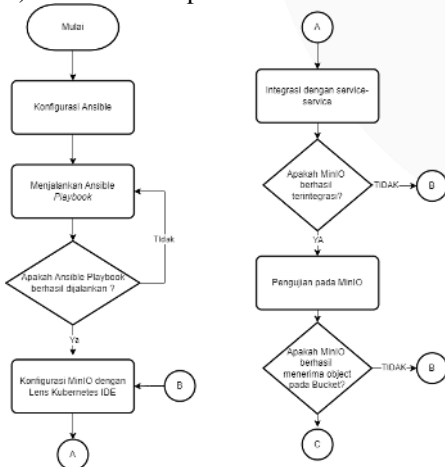 Mulai
Konfigurasi Ansible
Menjalankan Ansible
Playbook
Tidak
Apakah Ansible Playbook
berhasil dijalankan ?
Ya
Konfigurasi MinIO dengan
Lens Kubernetes IDE
B
A
A
Integrasi dengan service-
service
Apakah MinIO
berhasil
terintegrasi?
TIDAK
B
YA
Pengujian pada MinIO
Apakah MinIO
berhasil
menerima object
pada Bucket?
TIDAK
B
C